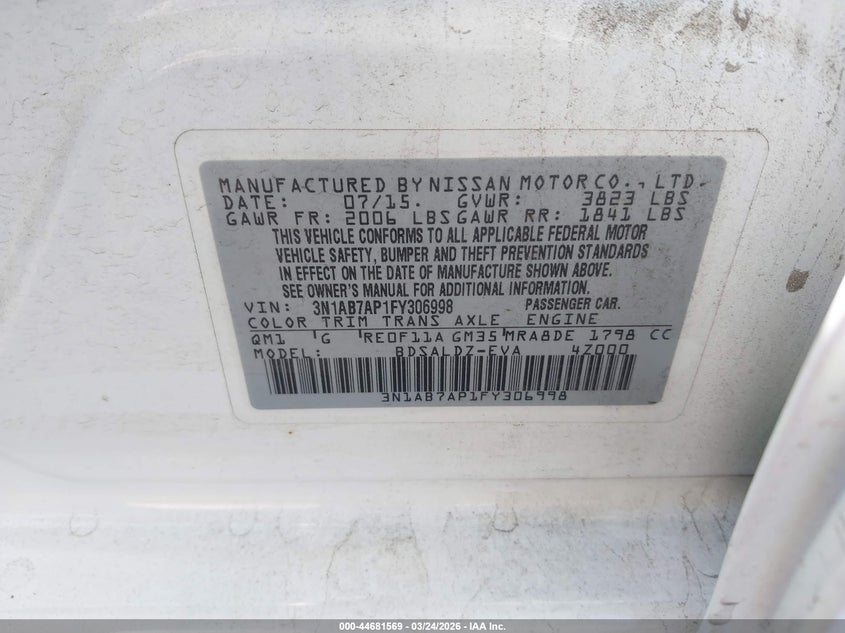 MANUFACTURED BY NISSAN MOTOR CO., LTD.
DATE: 07/15. GVWR: 3823 LBS
GAWR FR: 2006 LBS GAWR RR: 1841 LBS
THIS VEHICLE CONFORMS TO ALL APPLICABLE FEDERAL MOTOR
VEHICLE SAFETY, BUMPER AND THEFT PREVENTION STANDARDS
IN EFFECT ON THE DATE OF MANUFACTURE SHOWN ABOVE.
SEE OWNER'S MANUAL FOR ADDITIONAL INFORMATION.
VIN: 3N1AB7AP1FY306998 PASSENGER CAR.
COLOR TRIM TRANS AXLE ENGINE
QM1 G RE0F11A GM35 MRA8DE 1798 CC
MODEL: BDSALDZ-EVA 4Z000
3N1AB7AP1FY306998
000-44681569 - 03/24/2026 - IAA Inc.